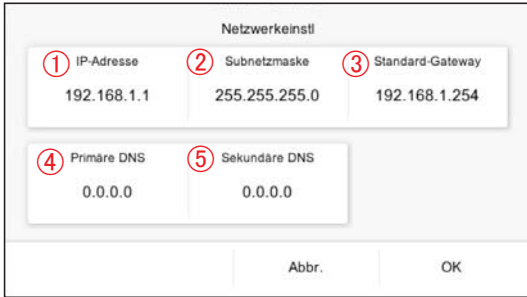 Netzwerkeinstl
① IP-Adresse ② Subnetzmaske ③ Standard-Gateway
192.168.1.1 255.255.255.0 192.168.1.254
④ Primäre DNS ⑤ Sekundäre DNS
0.0.0.0 0.0.0.0
Abbr. OK